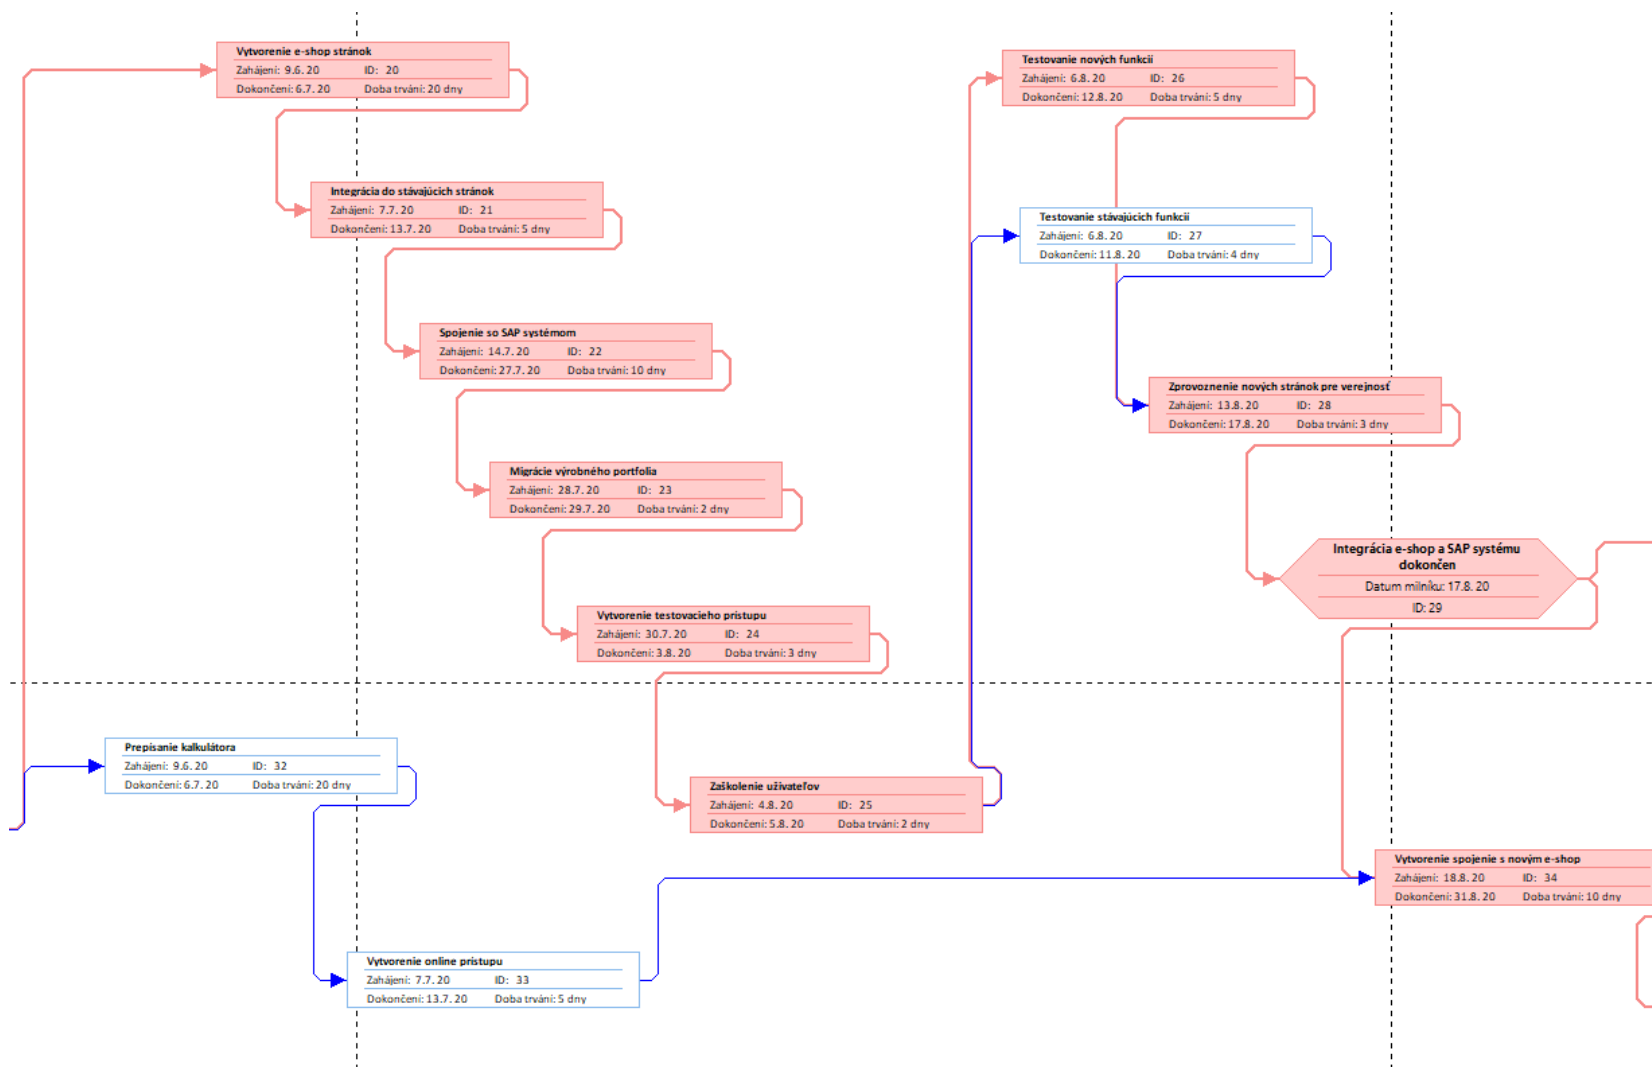 Vytvorenie e-shop stránok
Zahájení: 9.6.20 ID: 20
Dokončení: 6.7.20 Doba trvání: 20 dny
Integrácia do stávajúcich stránok
Zahájení: 7.7.20 ID: 21
Dokončení: 13.7.20 Doba trvání: 5 dny
Spojenie so SAP systémom
Zahájení: 14.7.20 ID: 22
Dokončení: 27.7.20 Doba trvání: 10 dny
Migrácie výrobného portfolia
Zahájení: 28.7.20 ID: 23
Dokončení: 29.7.20 Doba trvání: 2 dny
Vytvorenie testovacieho prístupu
Zahájení: 30.7.20 ID: 24
Dokončení: 3.8.20 Doba trvání: 3 dny
Zaškolenie uživateľov
Zahájení: 4.8.20 ID: 25
Dokončení: 5.8.20 Doba trvání: 2 dny
Testovanie nových funkcií
Zahájení: 6.8.20 ID: 26
Dokončení: 12.8.20 Doba trvání: 5 dny
Testovanie stávajúcich funkcií
Zahájení: 6.8.20 ID: 27
Dokončení: 11.8.20 Doba trvání: 4 dny
Zprovoznenie nových stránok pre verejnosť
Zahájení: 13.8.20 ID: 28
Dokončení: 17.8.20 Doba trvání: 3 dny
Integrácia e-shop a SAP systému
dokončen
Datum milníku: 17.8.20
ID: 29
Prepísanie kalkulátora
Zahájení: 9.6.20 ID: 32
Dokončení: 6.7.20 Doba trvání: 20 dny
Vytvorenie online prístupu
Zahájení: 7.7.20 ID: 33
Dokončení: 13.7.20 Doba trvání: 5 dny
Vytvorenie spojenie s novým e-shop
Zahájení: 18.8.20 ID: 34
Dokončení: 31.8.20 Doba trvání: 10 dny